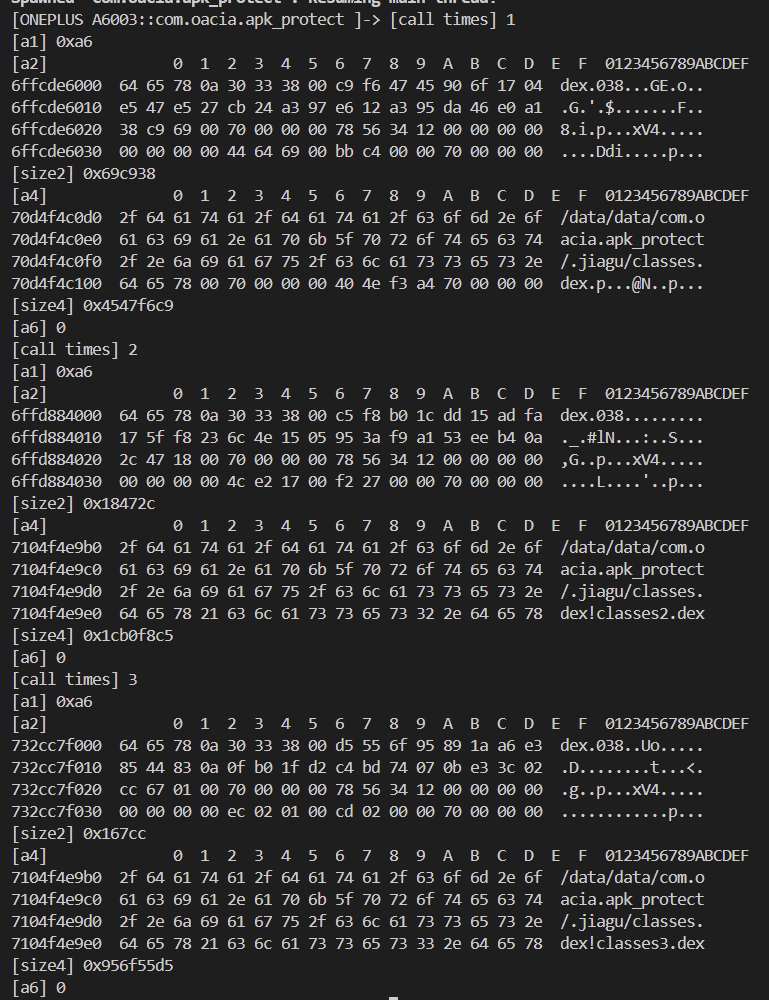 Spawned `com.oacia.apk_protect`. Resuming main thread!
[ONEPLUS A6003::com.oacia.apk_protect ]-> [call times] 1
[a1] 0xa6
[a2]              0  1  2  3  4  5  6  7  8  9  A  B  C  D  E  F  0123456789ABCDEF
6ffcde6000  64 65 78 0a 30 33 38 00 c9 f6 47 45 90 6f 17 04  dex.038...GE.o..
6ffcde6010  e5 47 e5 27 cb 24 a3 97 e6 12 a3 95 da 46 e0 a1  .G.'.$.......F..
6ffcde6020  38 c9 69 00 70 00 00 00 78 56 34 12 00 00 00 00  8.i.p...xV4.....
6ffcde6030  00 00 00 00 44 64 69 00 bb c4 00 00 70 00 00 00  ....Ddi.....p...
[size2] 0x69c938
[a4]              0  1  2  3  4  5  6  7  8  9  A  B  C  D  E  F  0123456789ABCDEF
70d4f4c0d0  2f 64 61 74 61 2f 64 61 74 61 2f 63 6f 6d 2e 6f  /data/data/com.o
70d4f4c0e0  61 63 69 61 2e 61 70 6b 5f 70 72 6f 74 65 63 74  acia.apk_protect
70d4f4c0f0  2f 2e 6a 69 61 67 75 2f 63 6c 61 73 73 65 73 2e  /.jiagu/classes.
70d4f4c100  64 65 78 00 70 00 00 00 40 4e f3 a4 70 00 00 00  dex.p...@N..p...
[size4] 0x4547f6c9
[a6] 0
[call times] 2
[a1] 0xa6
[a2]              0  1  2  3  4  5  6  7  8  9  A  B  C  D  E  F  0123456789ABCDEF
6ffd884000  64 65 78 0a 30 33 38 00 c5 f8 b0 1c dd 15 ad fa  dex.038.........
6ffd884010  17 5f f8 23 6c 4e 15 05 95 3a f9 a1 53 ee b4 0a  ._.#lN...:..S...
6ffd884020  2c 47 18 00 70 00 00 00 78 56 34 12 00 00 00 00  ,G..p...xV4.....
6ffd884030  00 00 00 00 4c e2 17 00 f2 27 00 00 70 00 00 00  ....L....'..p...
[size2] 0x18472c
[a4]              0  1  2  3  4  5  6  7  8  9  A  B  C  D  E  F  0123456789ABCDEF
7104f4e9b0  2f 64 61 74 61 2f 64 61 74 61 2f 63 6f 6d 2e 6f  /data/data/com.o
7104f4e9c0  61 63 69 61 2e 61 70 6b 5f 70 72 6f 74 65 63 74  acia.apk_protect
7104f4e9d0  2f 2e 6a 69 61 67 75 2f 63 6c 61 73 73 65 73 2e  /.jiagu/classes.
7104f4e9e0  64 65 78 21 63 6c 61 73 73 65 73 32 2e 64 65 78  dex!classes2.dex
[size4] 0x1cb0f8c5
[a6] 0
[call times] 3
[a1] 0xa6
[a2]              0  1  2  3  4  5  6  7  8  9  A  B  C  D  E  F  0123456789ABCDEF
732cc7f000  64 65 78 0a 30 33 38 00 d5 55 6f 95 89 1a a6 e3  dex.038..Uo.....
732cc7f010  85 44 83 0a 0f b0 1f d2 c4 bd 74 07 0b e3 3c 02  .D........t...<.
732cc7f020  cc 67 01 00 70 00 00 00 78 56 34 12 00 00 00 00  .g..p...xV4.....
732cc7f030  00 00 00 00 ec 02 01 00 cd 02 00 00 70 00 00 00  ............p...
[size2] 0x167cc
[a4]              0  1  2  3  4  5  6  7  8  9  A  B  C  D  E  F  0123456789ABCDEF
7104f4e9b0  2f 64 61 74 61 2f 64 61 74 61 2f 63 6f 6d 2e 6f  /data/data/com.o
7104f4e9c0  61 63 69 61 2e 61 70 6b 5f 70 72 6f 74 65 63 74  acia.apk_protect
7104f4e9d0  2f 2e 6a 69 61 67 75 2f 63 6c 61 73 73 65 73 2e  /.jiagu/classes.
7104f4e9e0  64 65 78 21 63 6c 61 73 73 65 73 33 2e 64 65 78  dex!classes3.dex
[size4] 0x956f55d5
[a6] 0